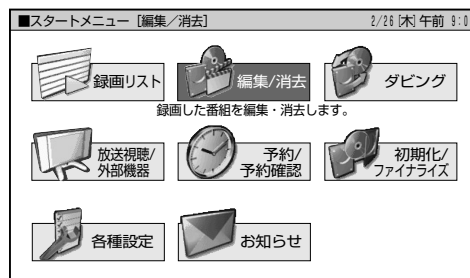 ■スタートメニュー［編集／消去］ 2/26[木]午前 9:0
録画リスト 編集/消去 ダビング
録画した番組を編集・消去します。
放送視聴/ 予約/ 初期化/
外部機器 予約確認 ファイナライズ
各種設定 お知らせ